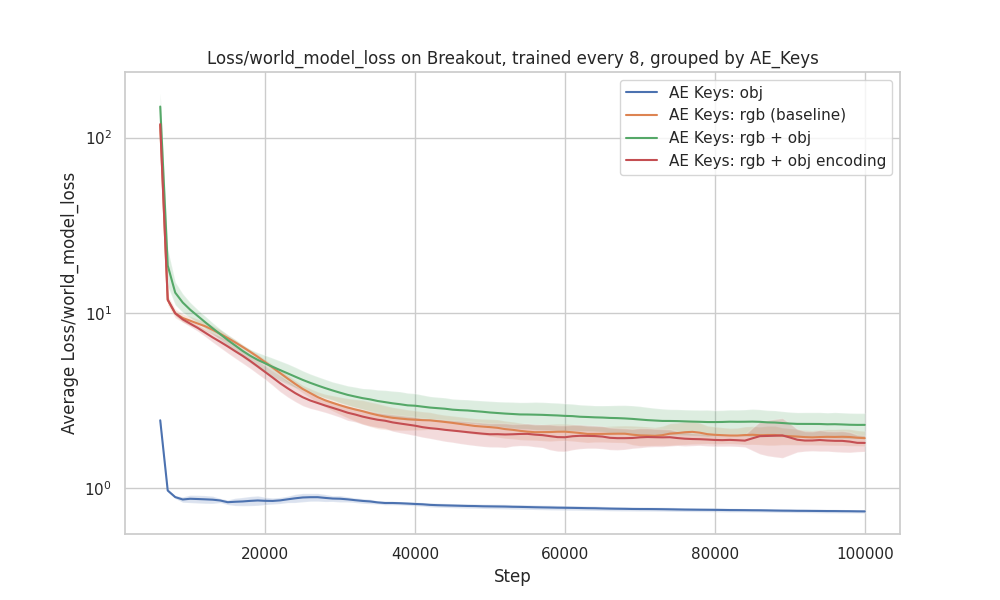 Loss/world_model_loss on Breakout, trained every 8, grouped by AE_Keys
AE Keys: obj
AE Keys: rgb (baseline)
AE Keys: rgb + obj
AE Keys: rgb + obj encoding
Average Loss/world_model_loss
10²
10¹
10⁰
20000
40000
60000
80000
100000
Step